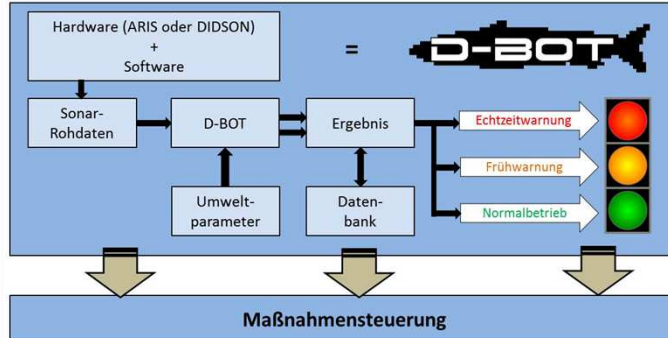 Hardware (ARIS oder DIDSON)
+
Software
=
D-BOT
Sonar-
Rohdaten
D-BOT
Ergebnis
Echtzeitwarnung
Frühwarnung
Normalbetrieb
Umwelt-
parameter
Daten-
bank
Maßnahmensteuerung